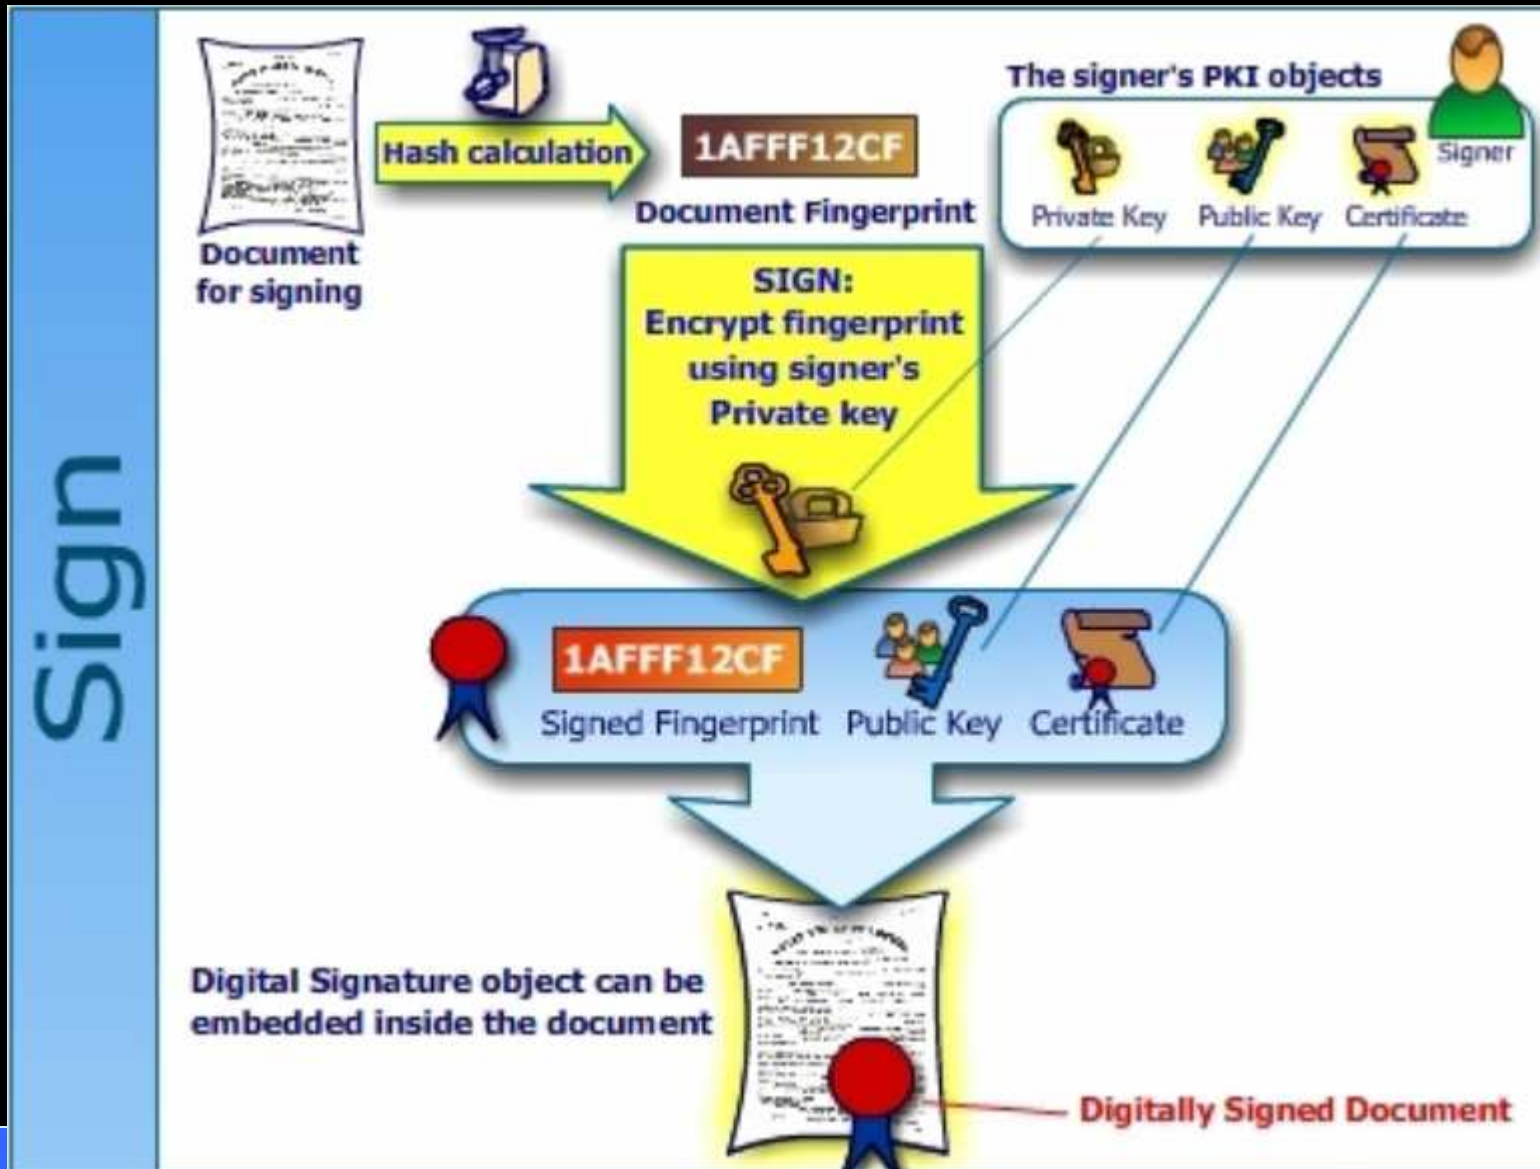 Sign
Hash calculation
1AFFF12CF
Document Fingerprint
Document
for signing
The signer's PKI objects
Signer
Private Key
Public Key
Certificate
SIGN:
Encrypt fingerprint
using signer's
Private key
1AFFF12CF
Signed Fingerprint
Public Key
Certificate
Digital Signature object can be
embedded inside the document
Digitally Signed Document